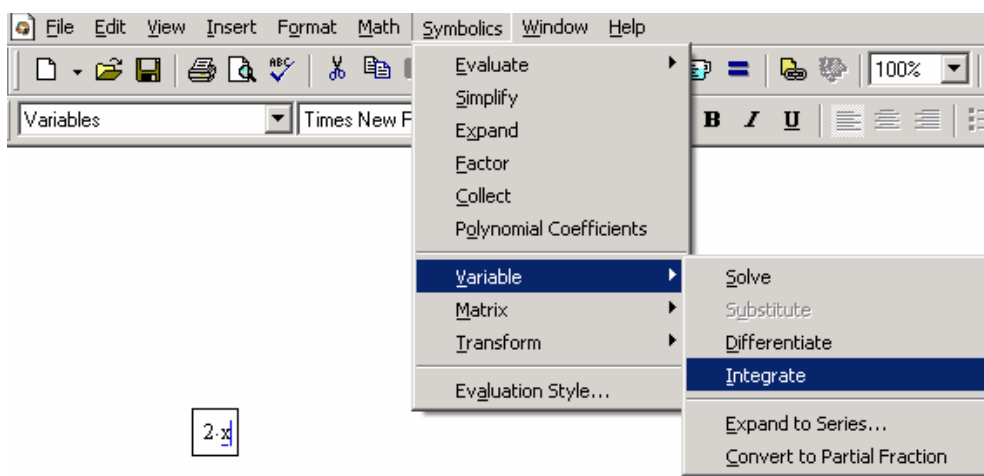 File Edit View Insert Format Math Symbolics Window Help
ABC 100%
Variables Times New F B I U
Evaluate
Simplify
Expand
Factor
Collect
Polynomial Coefficients
Variable
Matrix
Transform
Evaluation Style...
Solve
Substitute
Differentiate
Integrate
Expand to Series...
Convert to Partial Fraction
2·x